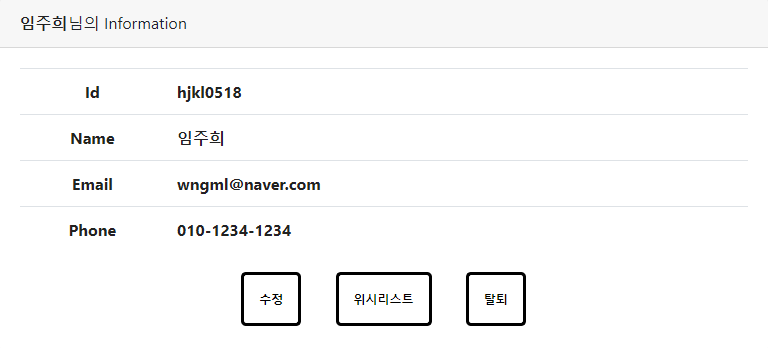 임주희님의 Information
Id hjkl0518
Name 임주희
Email wngml@naver.com
Phone 010-1234-1234
수정 위시리스트 탈퇴